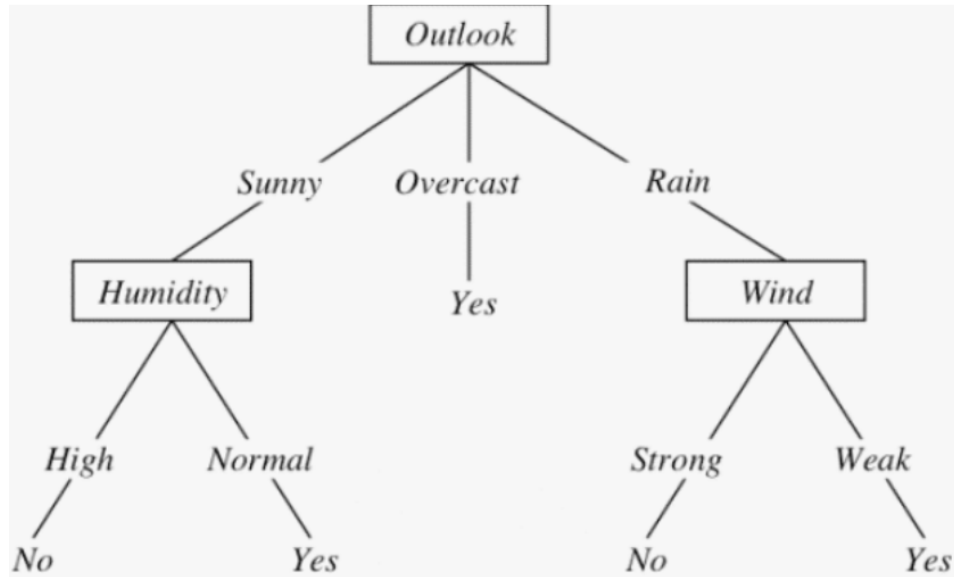 Outlook
Sunny Overcast Rain
Humidity Yes Wind
High Normal Strong Weak
No Yes No Yes